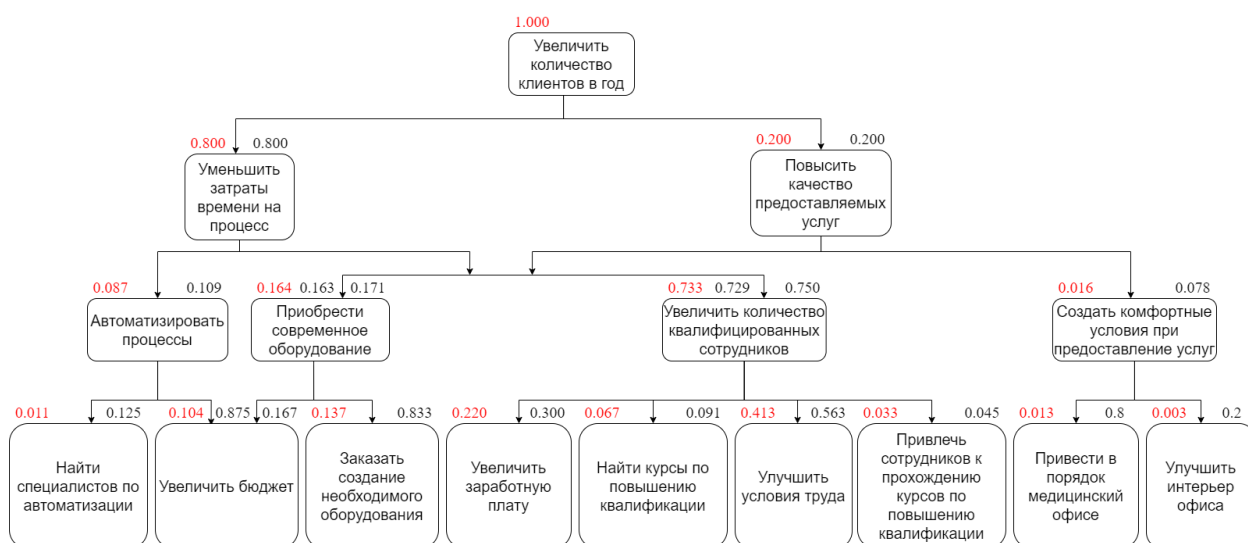 1.000
Увеличить
количество
клиентов в год
0.800 0.800
0.200 0.200
Уменьшить
затраты
времени на
процесс
Повысить
качество
предоставляемых
услуг
0.087 0.109
0.164 0.163 0.171
0.733 0.729 0.750
0.016 0.078
Автоматизировать
процессы
Приобрести
современное
оборудование
Увеличить количество
квалифицированных
сотрудников
Создать комфортные
условия при
предоставление услуг
0.011 0.125
0.104 0.875 0.167
0.137 0.833
0.220 0.300
0.067 0.091
0.413 0.563
0.033 0.045
0.013 0.8
0.003 0.2
Найти
специалистов по
автоматизации
Увеличить бюджет
Заказать
создание
необходимого
оборудования
Увеличить
заработную
плату
Найти курсы по
повышению
квалификации
Улучшить
условия труда
Привлечь
сотрудников к
прохождению
курсов по
повышению
квалификации
Привести в
порядок
медицинский
офисе
Улучшить
интерьер
офиса